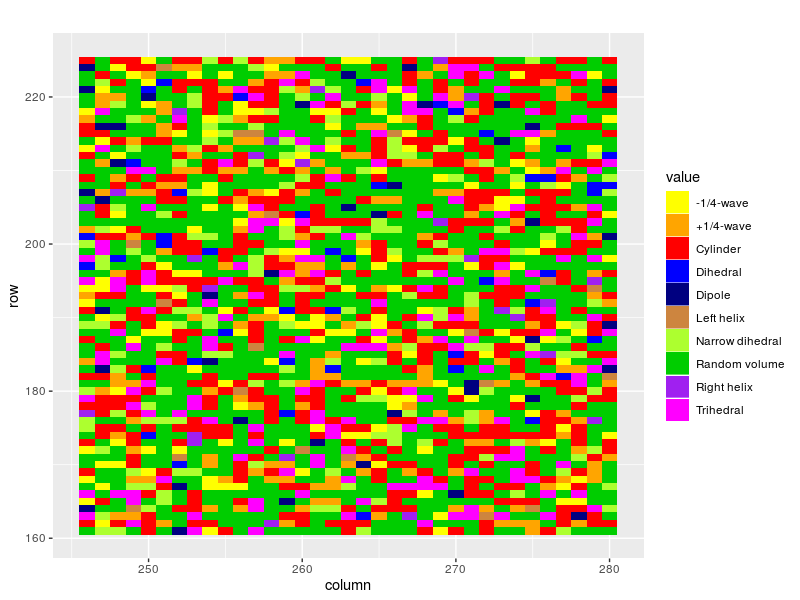 220
200
180
160
row
250
260
270
280
column
value
-1/4-wave
+1/4-wave
Cylinder
Dihedral
Dipole
Left helix
Narrow dihedral
Random volume
Right helix
Trihedral